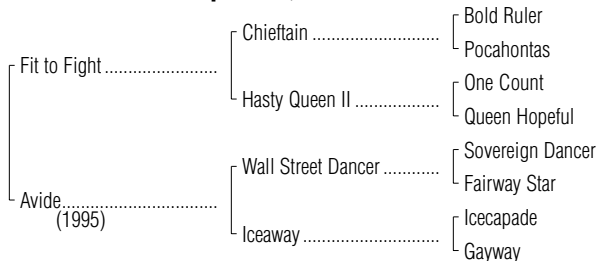 Bold Ruler
Chieftain ......................
Pocahontas
Fit to Fight ......................
One Count
Hasty Queen II ..................
Queen Hopeful
Sovereign Dancer
Wall Street Dancer ............
Fairway Star
Avide..............................
(1995)
Icecapade
Iceaway .............................
Gayway